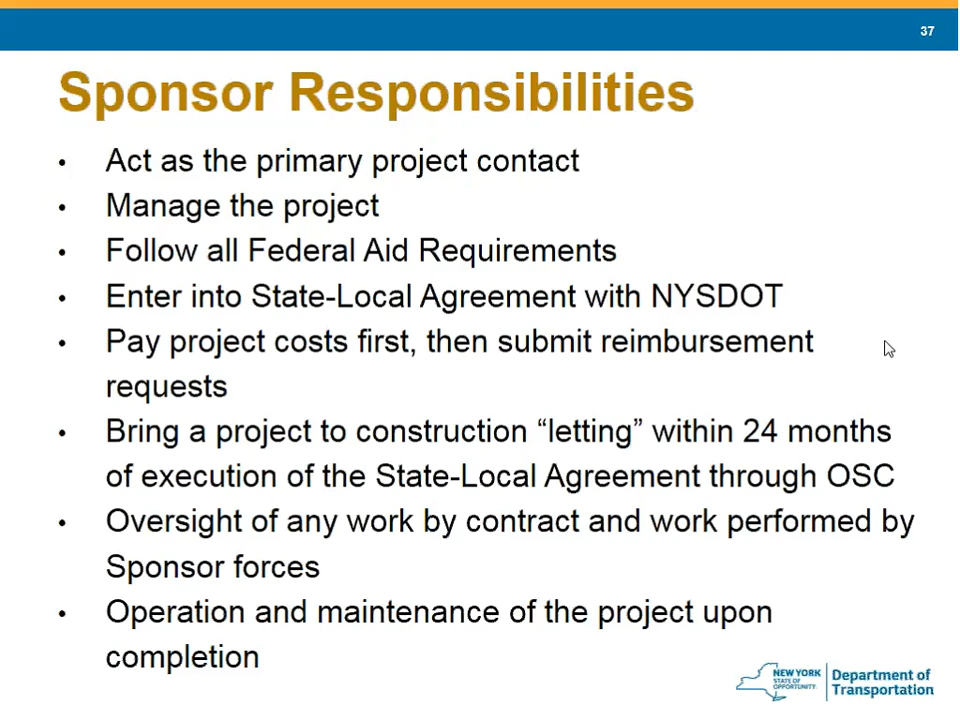 37
Sponsor Responsibilities
• Act as the primary project contact
• Manage the project
• Follow all Federal Aid Requirements
• Enter into State-Local Agreement with NYSDOT
• Pay project costs first, then submit reimbursement
requests
• Bring a project to construction “letting” within 24 months
of execution of the State-Local Agreement through OSC
• Oversight of any work by contract and work performed by
Sponsor forces
• Operation and maintenance of the project upon
completion
NEW YORK
STATE OF
OPPORTUNITY.
Department of
Transportation